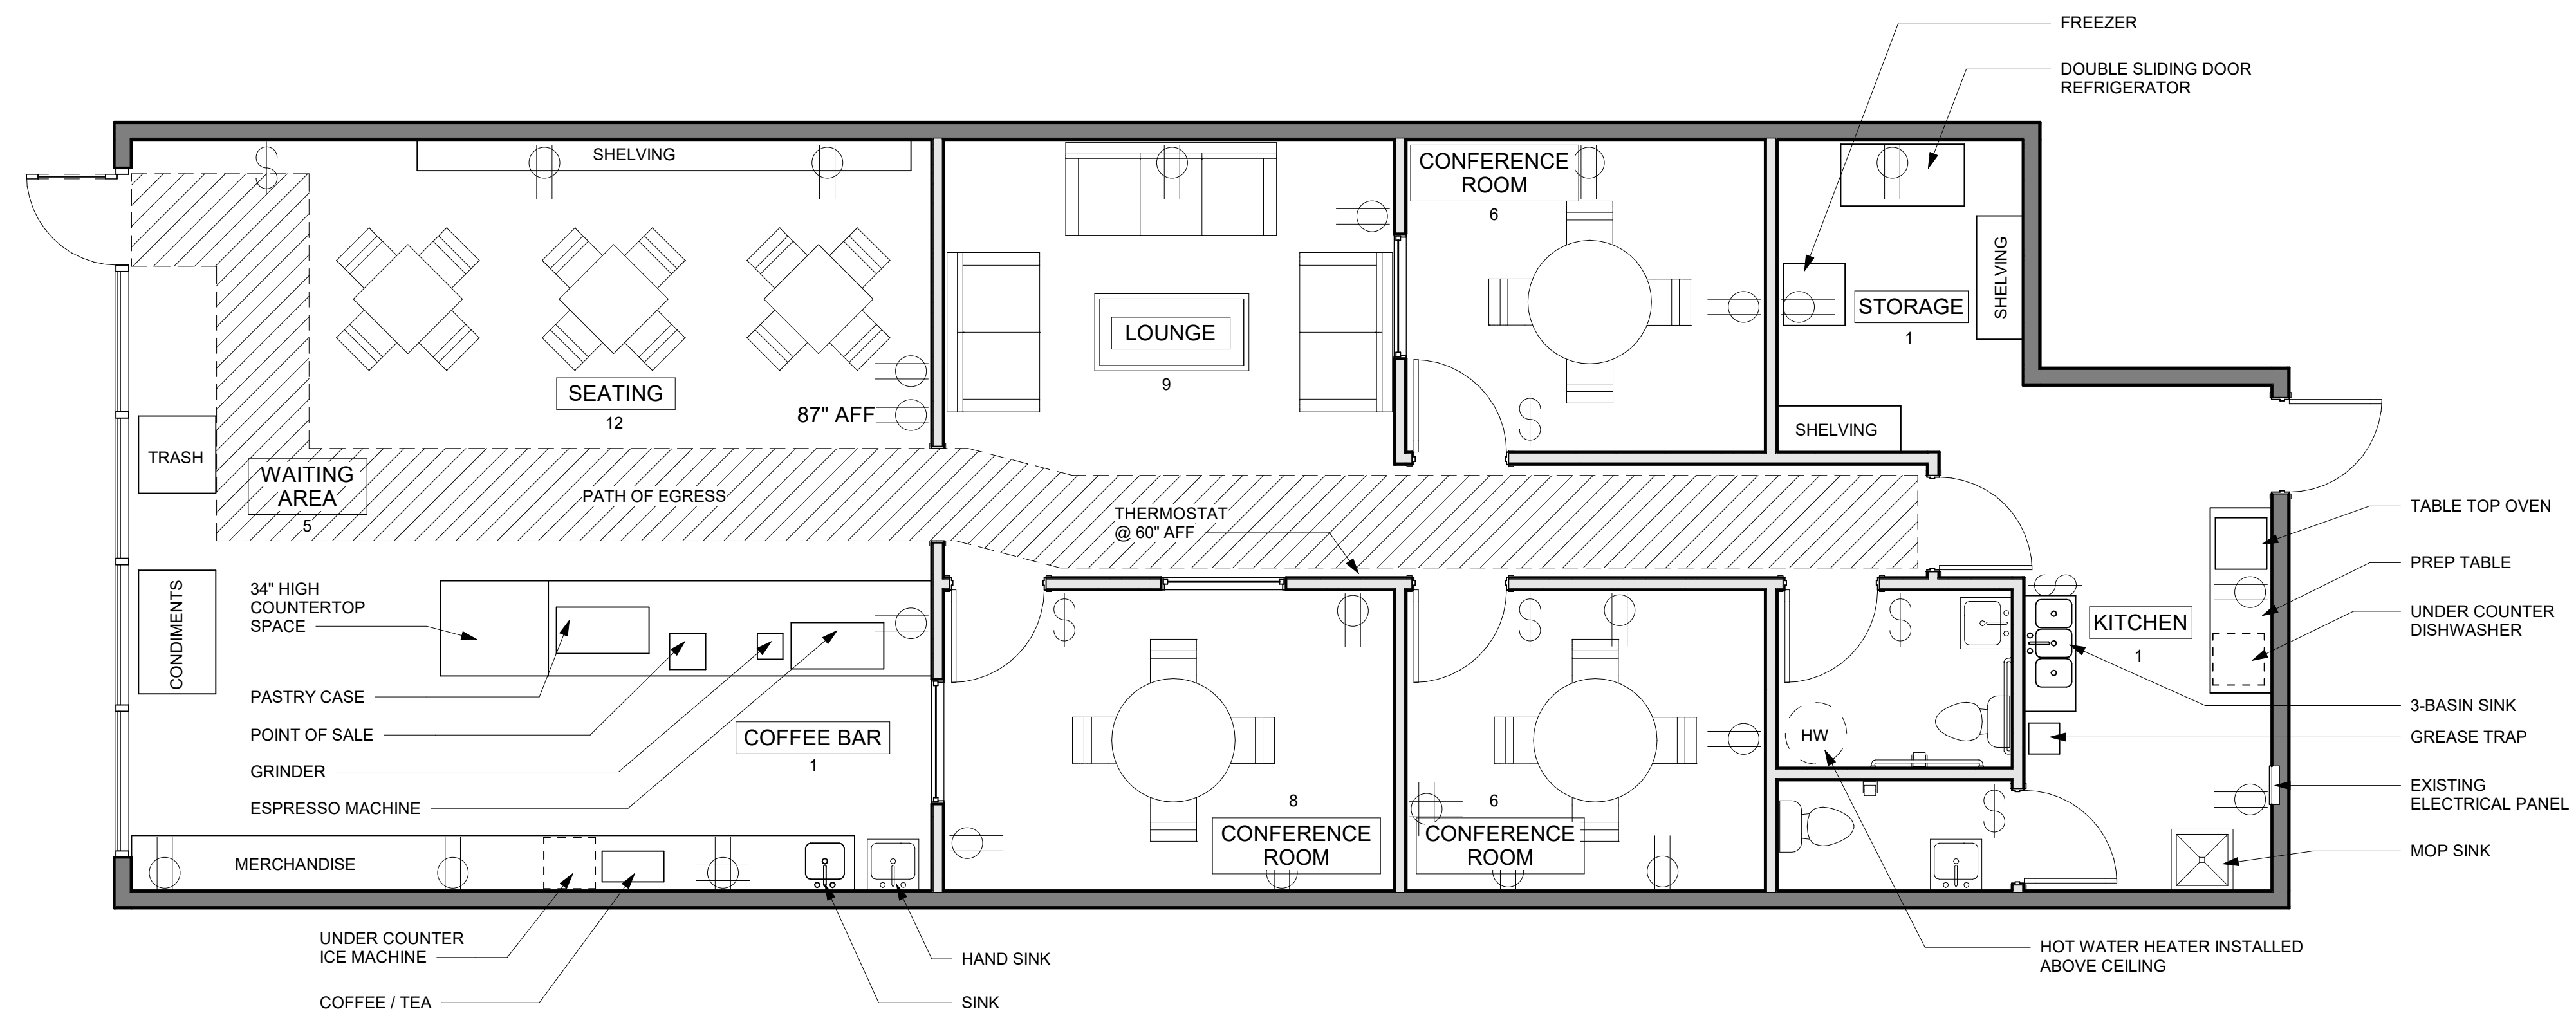 FREEZER
DOUBLE SLIDING DOOR
REFRIGERATOR
SHELVING
CONFERENCE
ROOM
6
SHELVING
STORAGE
1
LOUNGE
9
SEATING
12
87" AFF
SHELVING
TRASH
WAITING
AREA
5
PATH OF EGRESS
THERMOSTAT
@ 60" AFF
TABLE TOP OVEN
PREP TABLE
UNDER COUNTER
DISHWASHER
KITCHEN
1
3-BASIN SINK
GREASE TRAP
EXISTING
ELECTRICAL PANEL
MOP SINK
CONDIMENTS
34" HIGH
COUNTERTOP
SPACE
PASTRY CASE
POINT OF SALE
GRINDER
ESPRESSO MACHINE
COFFEE BAR
1
HW
8
CONFERENCE
ROOM
6
CONFERENCE
ROOM
MERCHANDISE
UNDER COUNTER
ICE MACHINE
COFFEE / TEA
HAND SINK
SINK
HOT WATER HEATER INSTALLED
ABOVE CEILING